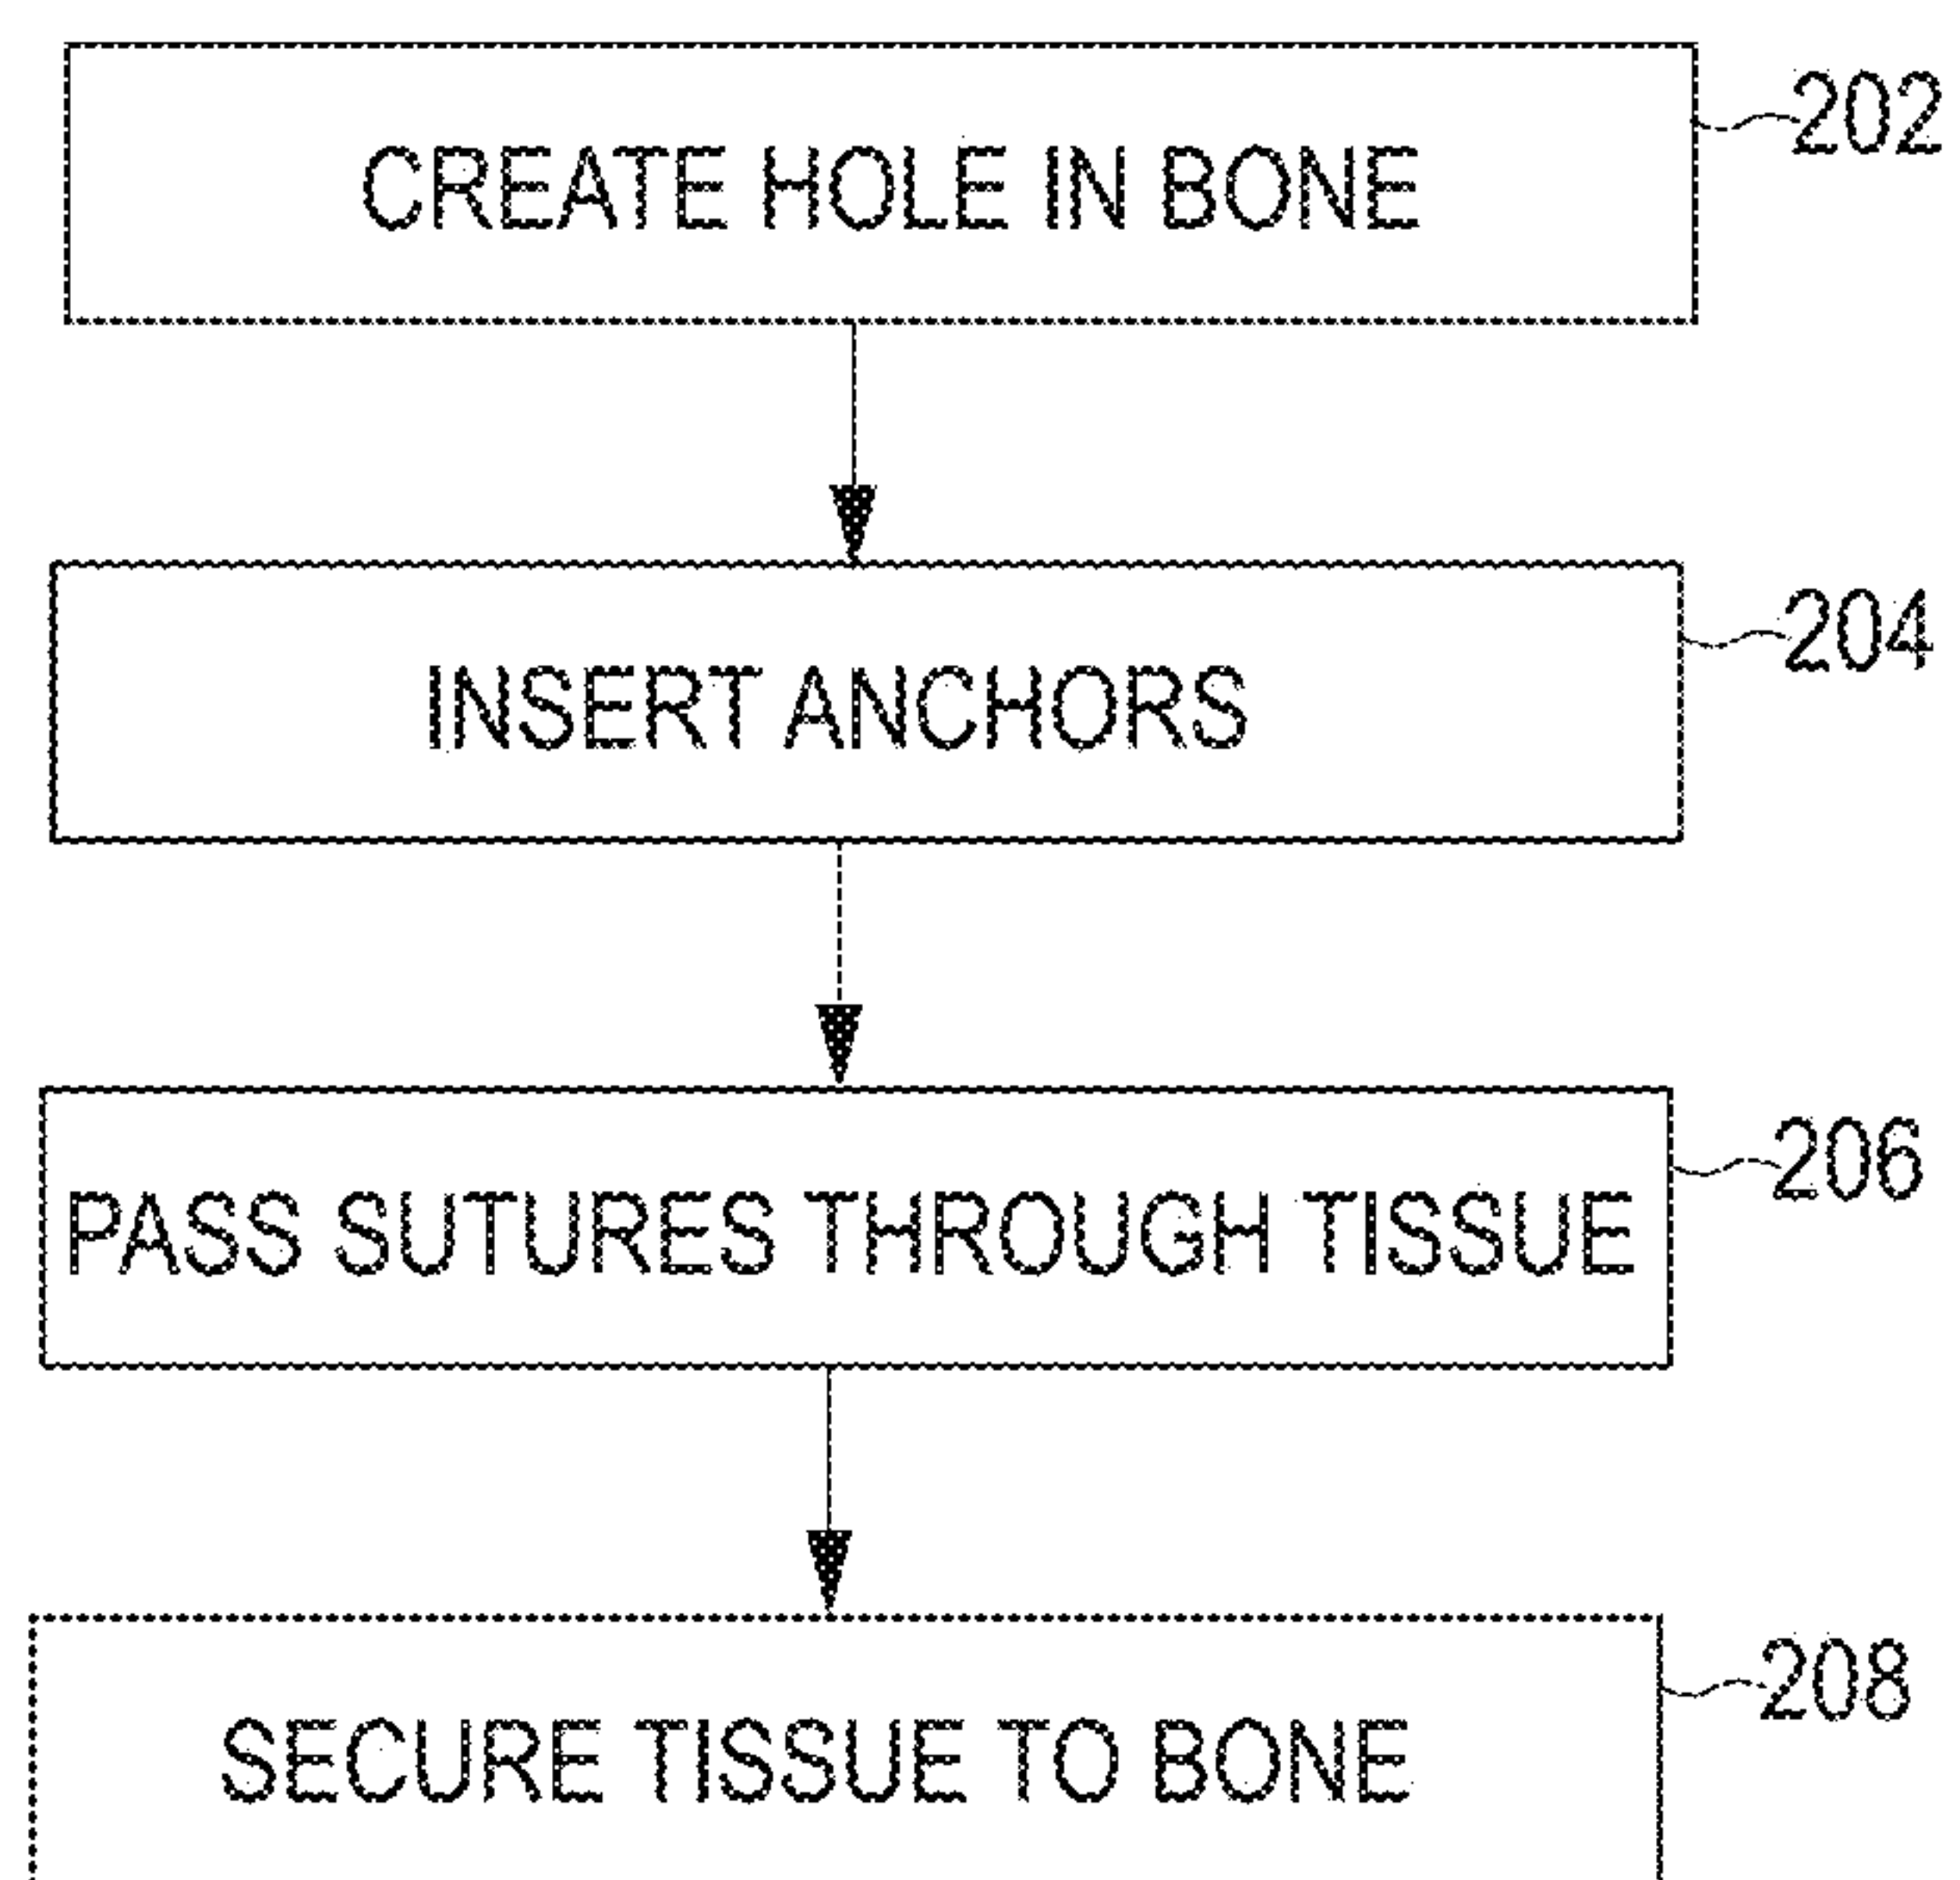 CREATE HOLE IN BONE 202
INSERT ANCHORS 204
PASS SUTURES THROUGH TISSUE 206
SECURE TISSUE TO BONE 208